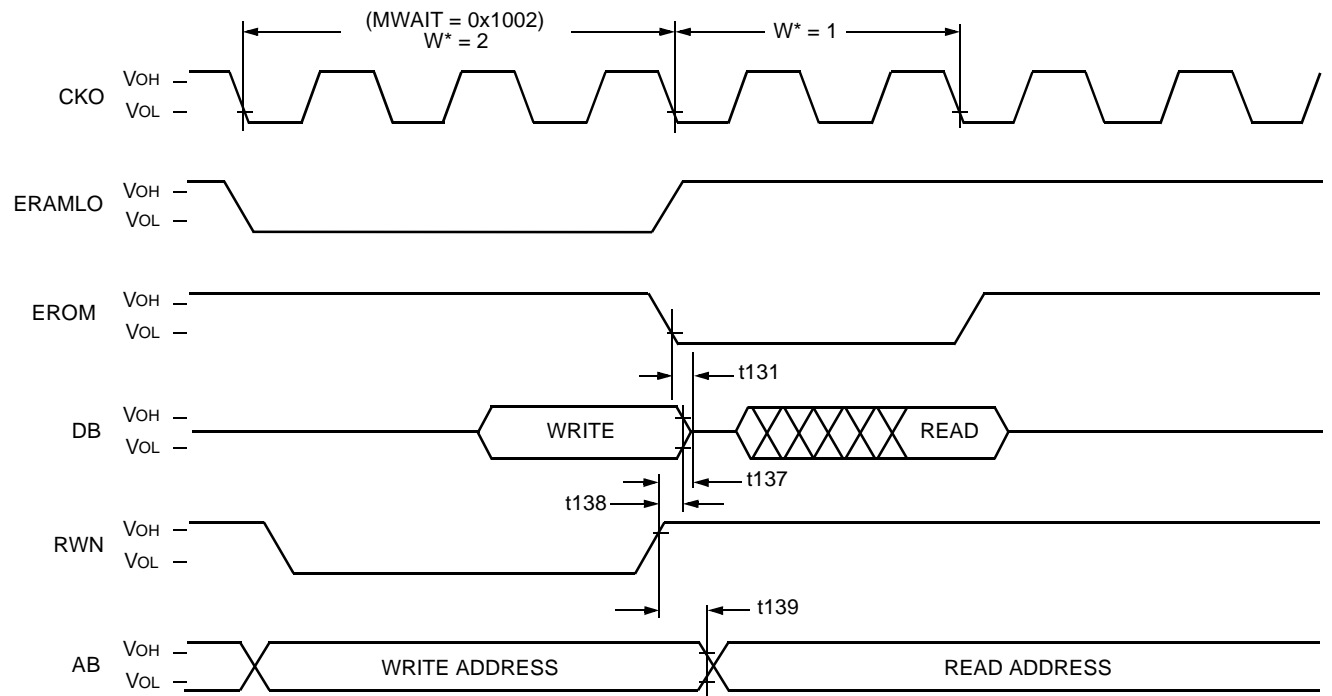 (MWAIT = 0x1002)
W* = 2
W* = 1
CKO
VOH
VOL
ERAMLO
VOH
VOL
EROM
VOH
VOL
t131
DB
VOH
VOL
WRITE
READ
t137
t138
RWN
VOH
VOL
t139
AB
VOH
VOL
WRITE ADDRESS
READ ADDRESS